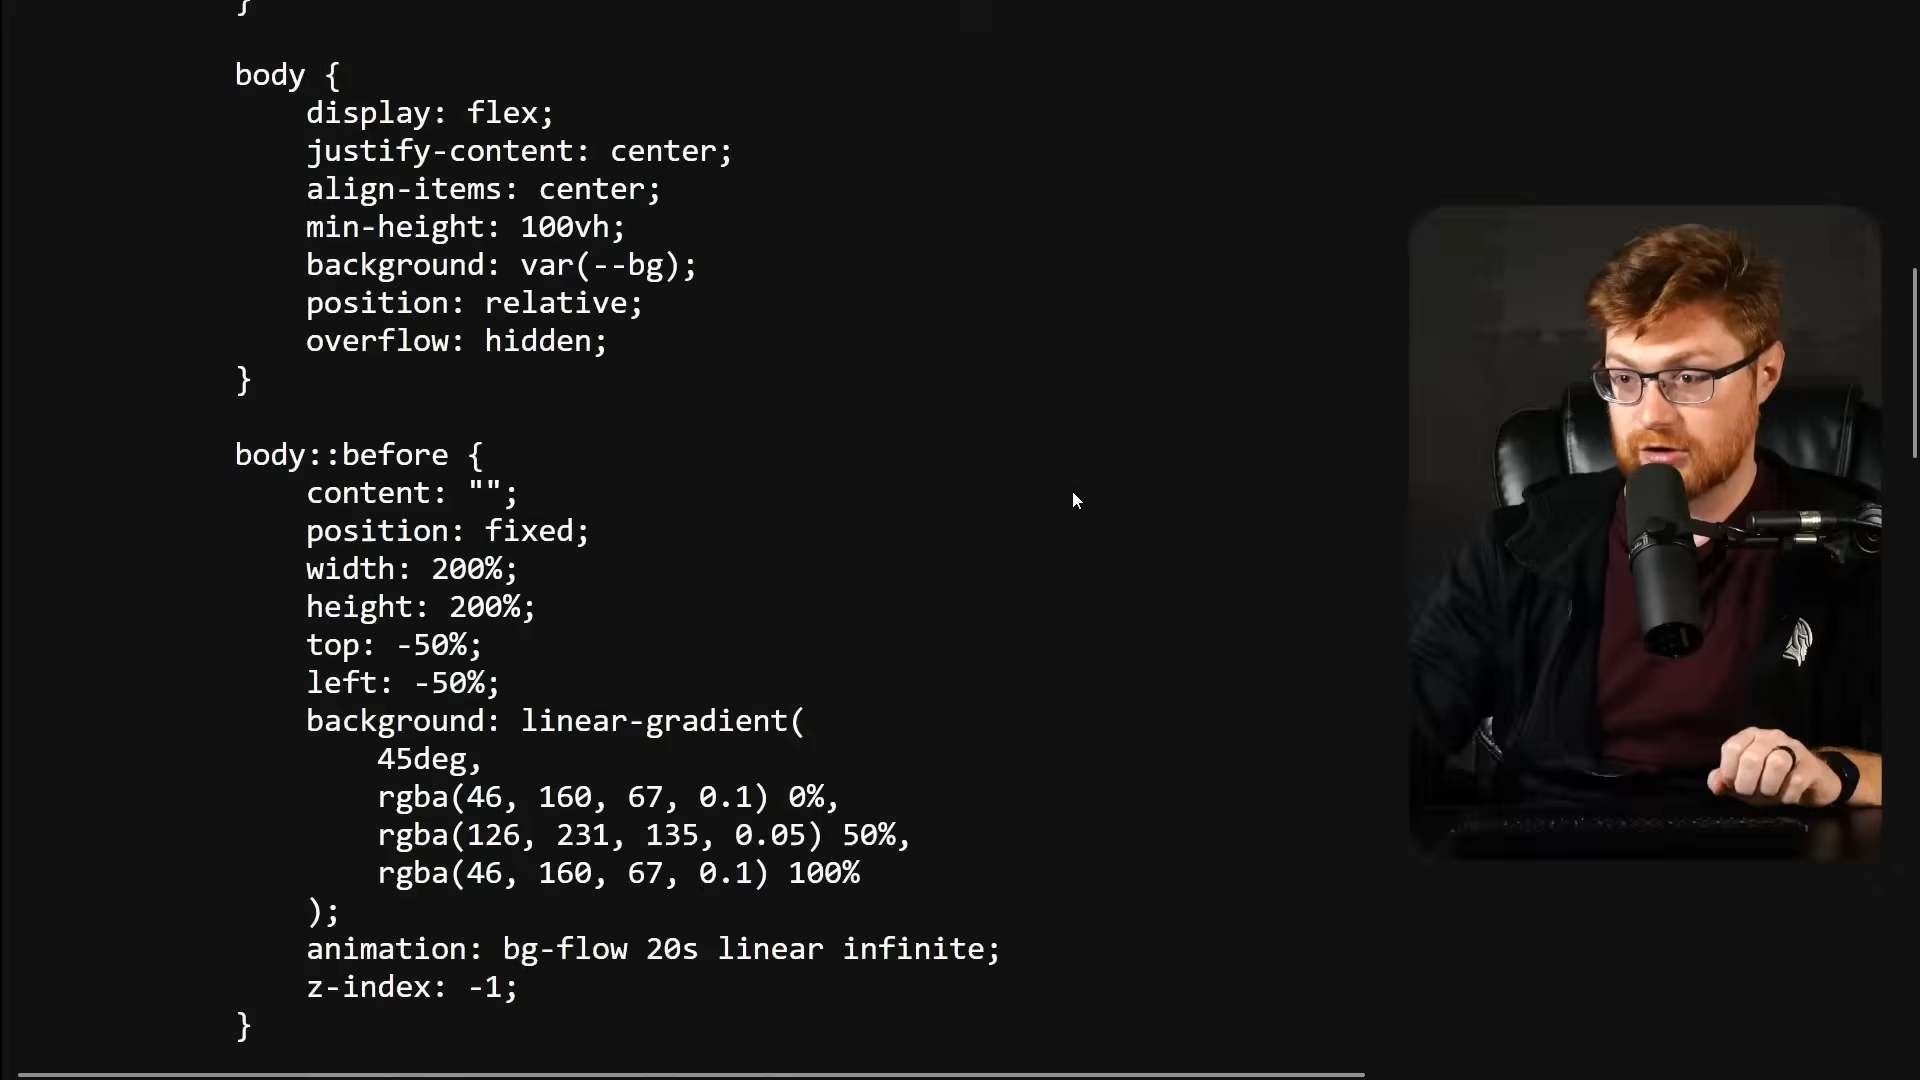 }
body {
display: flex;
justify-content: center;
align-items: center;
min-height: 100vh;
background: var(--bg);
position: relative;
overflow: hidden;
}
body::before {
content: "";
position: fixed;
width: 200%;
height: 200%;
top: -50%;
left: -50%;
background: linear-gradient(
45deg,
rgba(46, 160, 67, 0.1) 0%,
rgba(126, 231, 135, 0.05) 50%,
rgba(46, 160, 67, 0.1) 100%
);
animation: bg-flow 20s linear infinite;
z-index: -1;
}